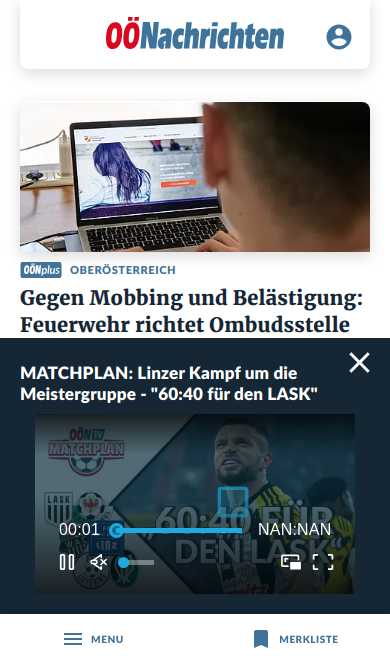 OÖNachrichten
OÖNplus OBERÖSTERREICH
Gegen Mobbing und Belästigung:
Feuerwehr richtet Ombudsstelle
MATCHPLAN: Linzer Kampf um die
Meistergruppe - "60:40 für den LASK"
OÖN TV
MATCHPLAN
LASK
„60:40 FÜR
DEN LASK“
00:01
NAN:NAN
MENU
MERKLISTE